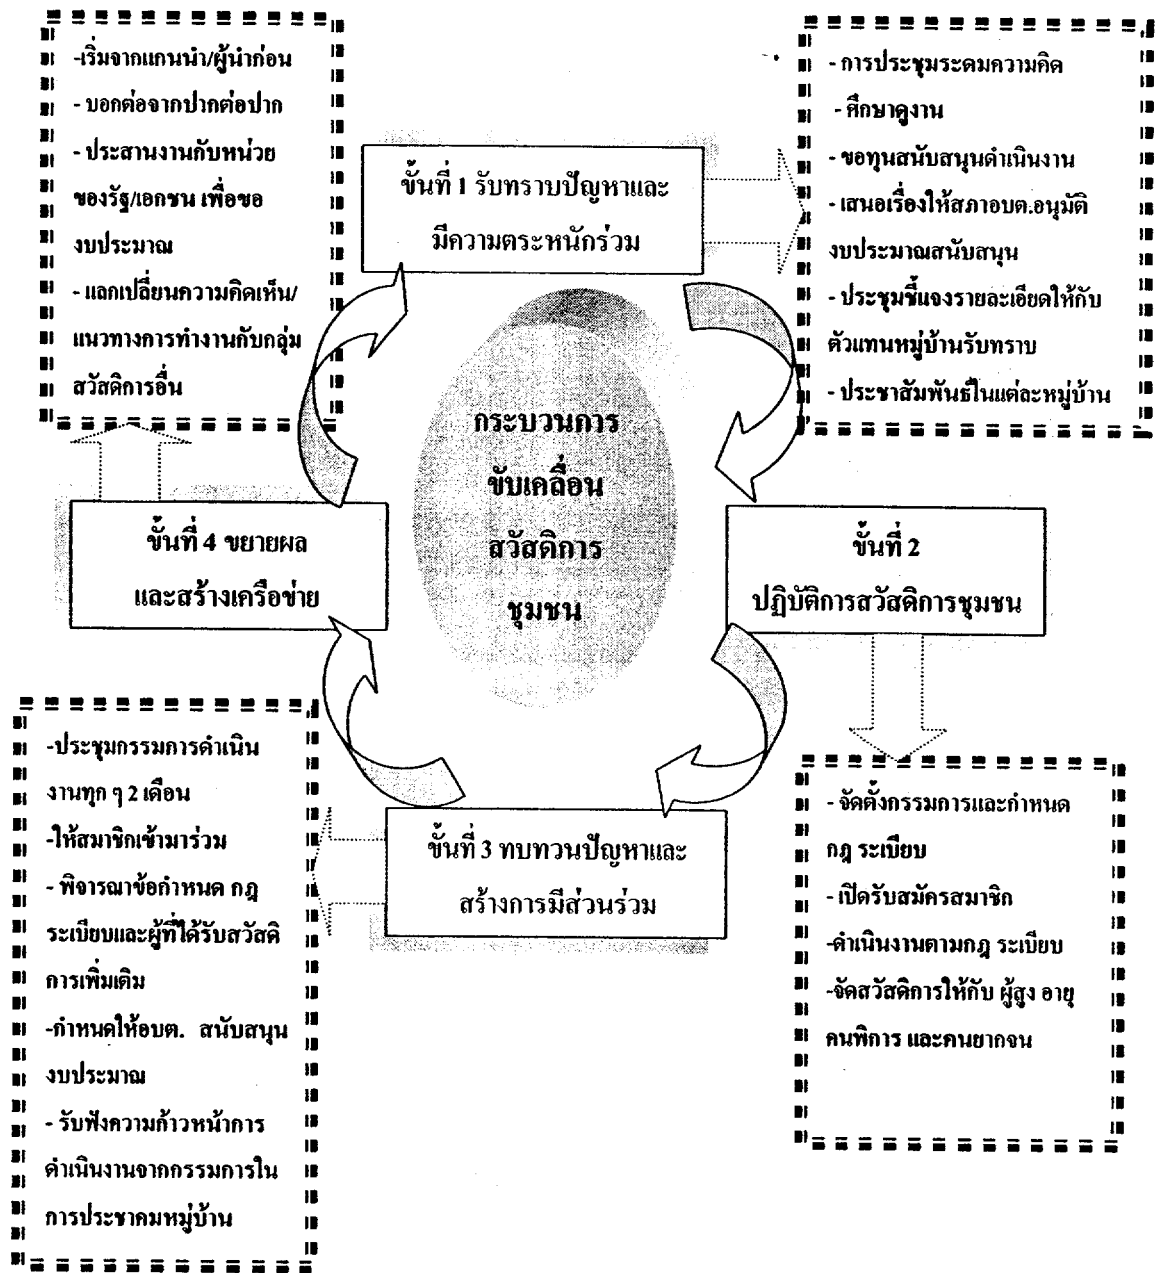 -เริ่มจากแกนนำ/ผู้นำก่อน
- บอกต่อจากปากต่อปาก
- ประสานงานกับหน่วย
ของรัฐ/เอกชน เพื่อขอ
งบประมาณ
- แลกเปลี่ยนความคิดเห็น/
แนวทางการทำงานกับกลุ่ม
สวัสดิการอื่น
ขั้นที่ 1 รับทราบปัญหาและ
มีความตระหนักร่วม
- การประชุมระดมความคิด
- ศึกษาดูงาน
- ขอทุนสนับสนุนดำเนินงาน
- เสนอเรื่องให้สภาอบต.อนุมัติ
งบประมาณสนับสนุน
- ประชุมชี้แจงรายละเอียดให้กับ
ตัวแทนหมู่บ้านรับทราบ
- ประชาสัมพันธ์ในแต่ละหมู่บ้าน
กระบวนการ
ขับเคลื่อน
สวัสดิการ
ชุมชน
ขั้นที่ 4 ขยายผล
และสร้างเครือข่าย
ขั้นที่ 2
ปฏิบัติการสวัสดิการชุมชน
-ประชุมกรรมการดำเนิน
งานทุก ๆ 2 เดือน
-ให้สมาชิกเข้ามาร่วม
- พิจารณาข้อกำหนด กฎ
ระเบียบและผู้ที่ได้รับสวัสดิ
การเพิ่มเติม
-กำหนดให้อบต. สนับสนุน
งบประมาณ
- รับฟังความก้าวหน้าการ
ดำเนินงานจากกรรมการใน
การประชาคมหมู่บ้าน
ขั้นที่ 3 ทบทวนปัญหาและ
สร้างการมีส่วนร่วม
- จัดตั้งกรรมการและกำหนด
กฎ ระเบียบ
- เปิดรับสมัครสมาชิก
-ดำเนินงานตามกฎ ระเบียบ
-จัดสวัสดิการให้กับ ผู้สูง อายุ
คนพิการ และคนยากจน